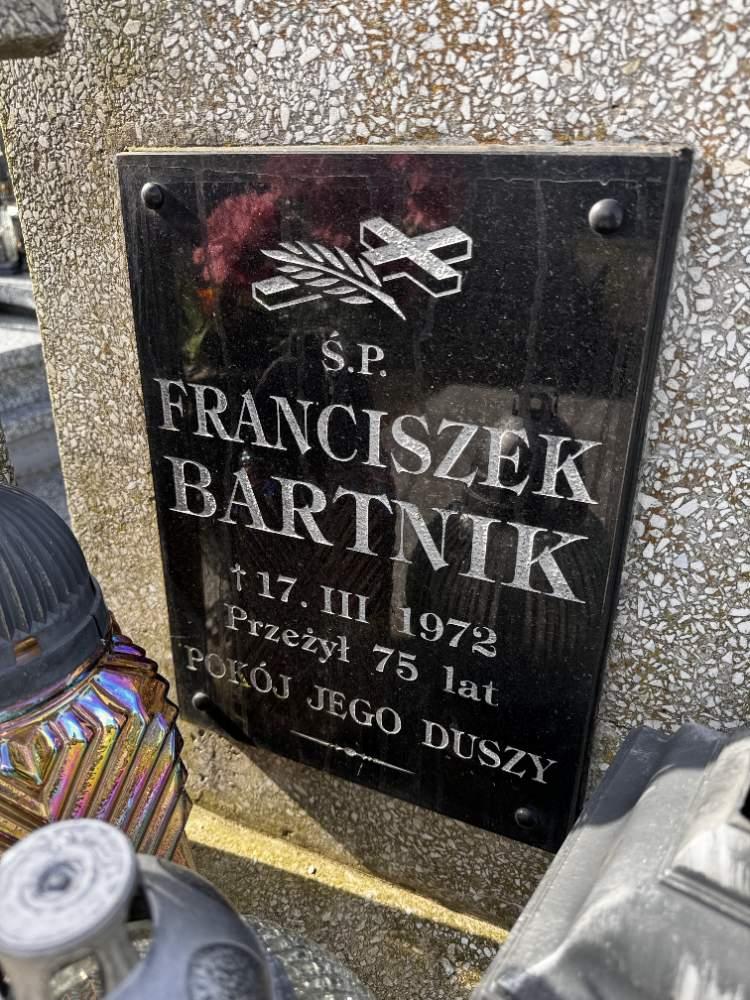 Ś.P.
FRANCISZEK
BARTNIK
† 17. III 1972
Przeżył 75 lat
POKÓJ JEGO DUSZY